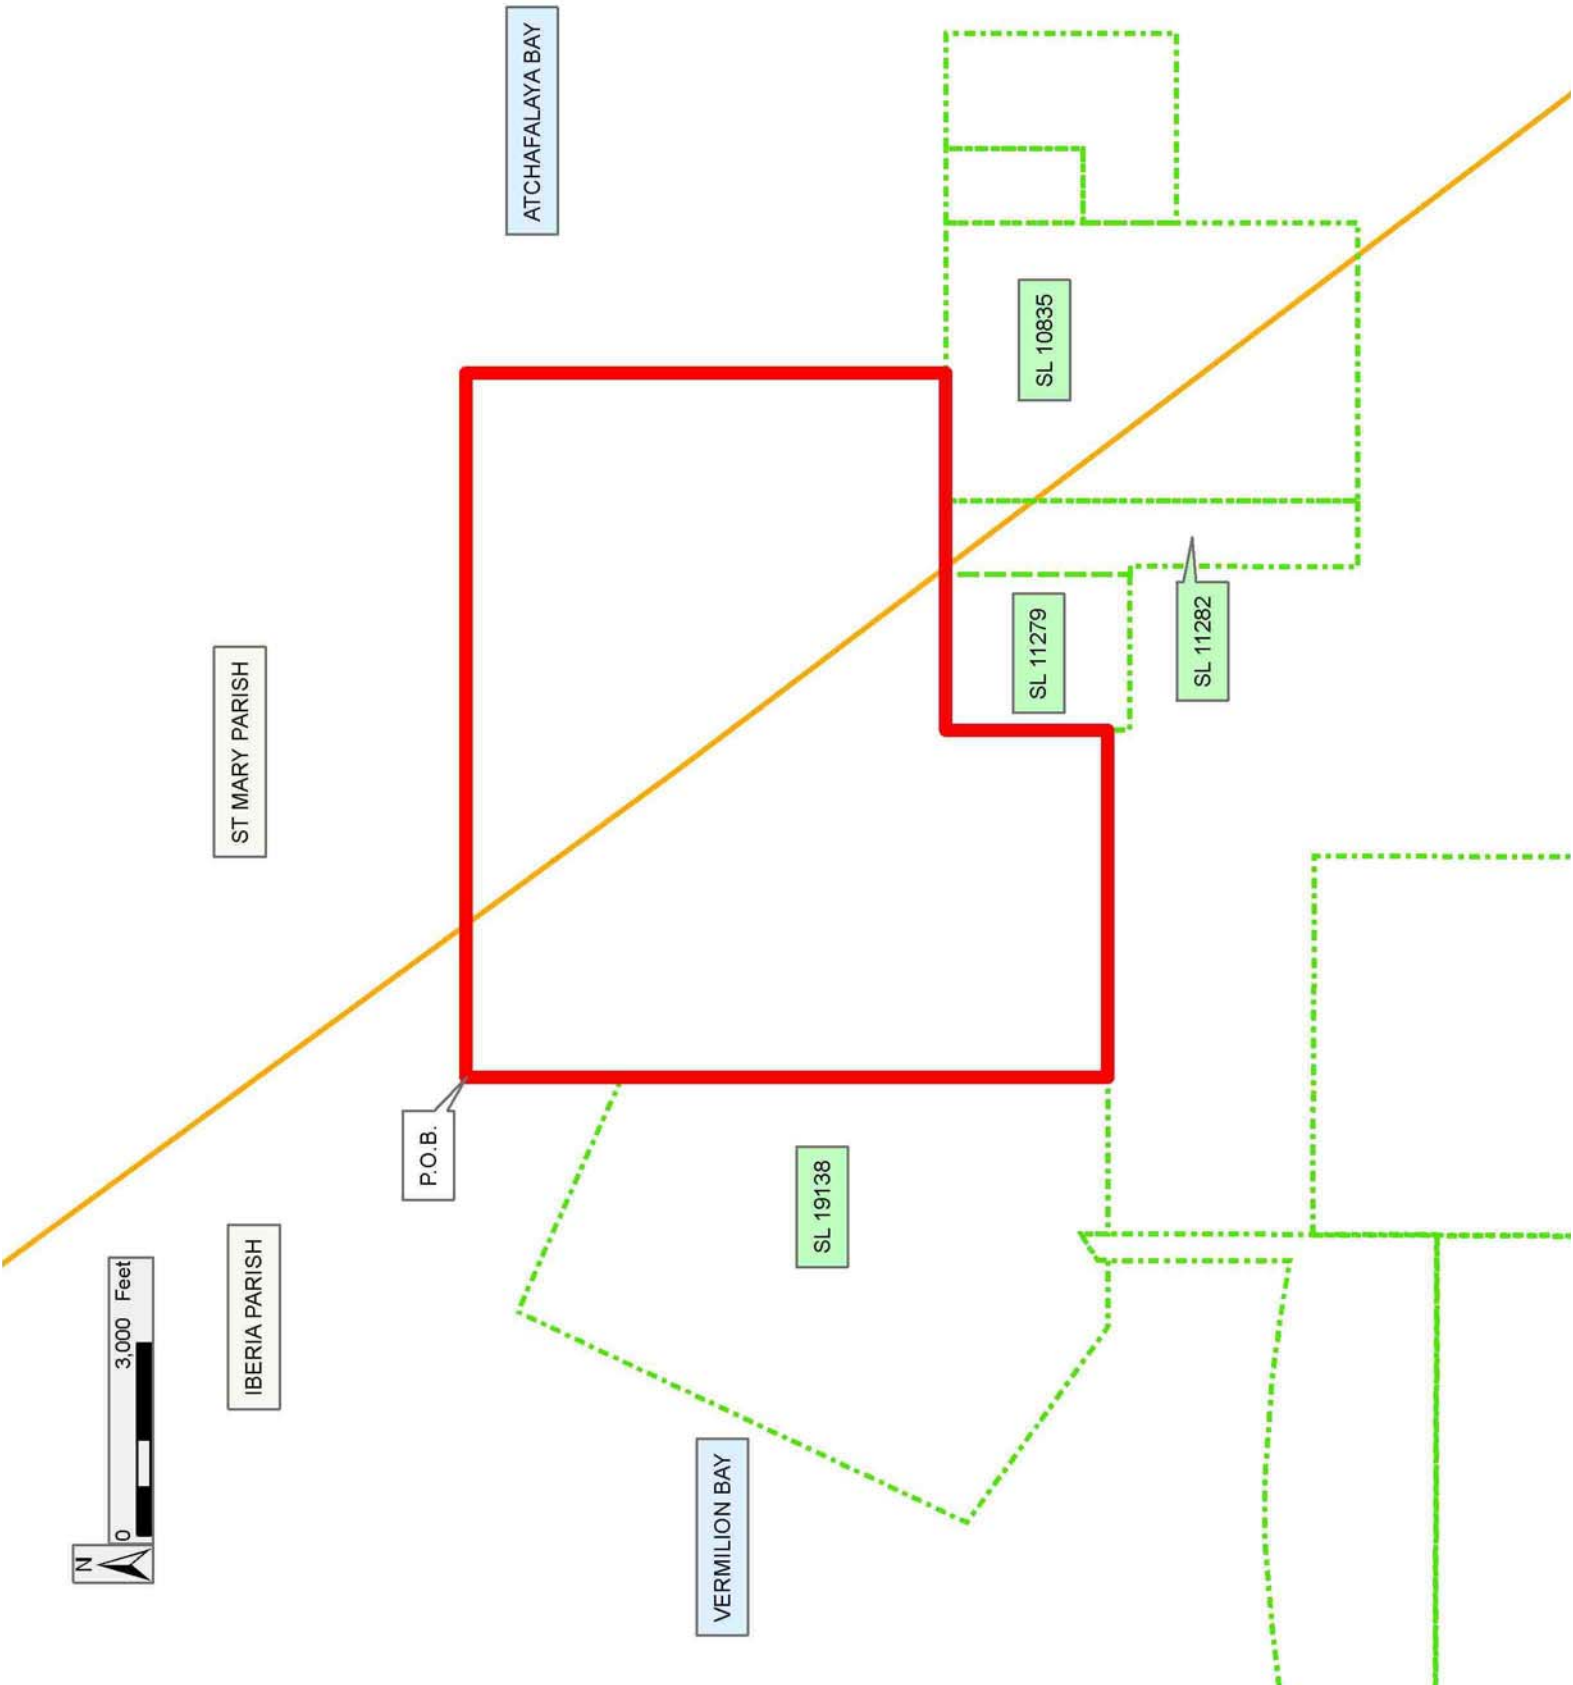 N
0 3,000 Feet
ST MARY PARISH
IBERIA PARISH
P.O.B.
ATCHAFALAYA BAY
VERMILION BAY
SL 19138
SL 10835
SL 11279
SL 11282